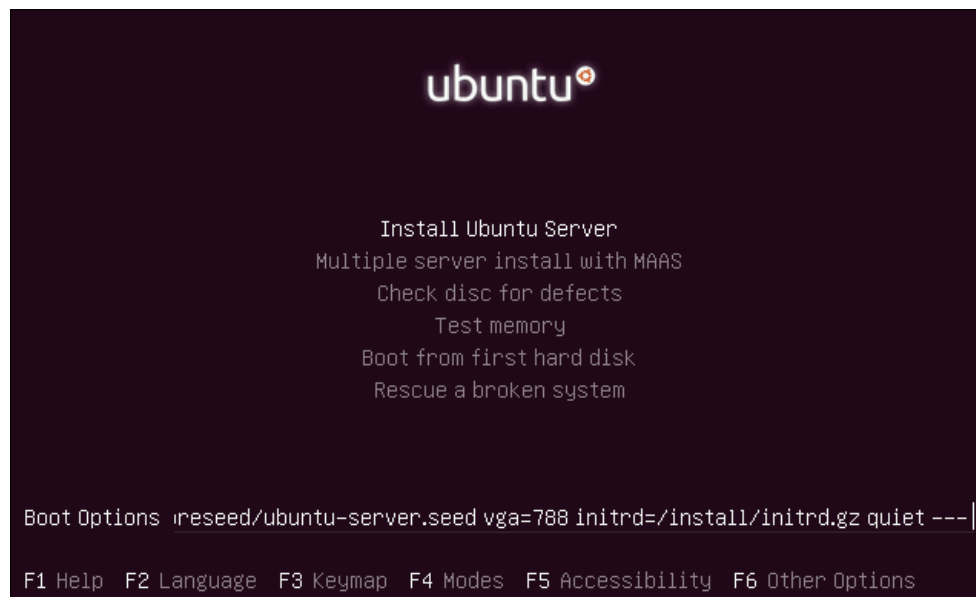 ubuntu
Install Ubuntu Server
Multiple server install with MAAS
Check disc for defects
Test memory
Boot from first hard disk
Rescue a broken system
Boot Options reseed/ubuntu-server.seed vga=788 initrd=/install/initrd.gz quiet ---
F1 Help F2 Language F3 Keymap F4 Modes F5 Accessibility F6 Other Options